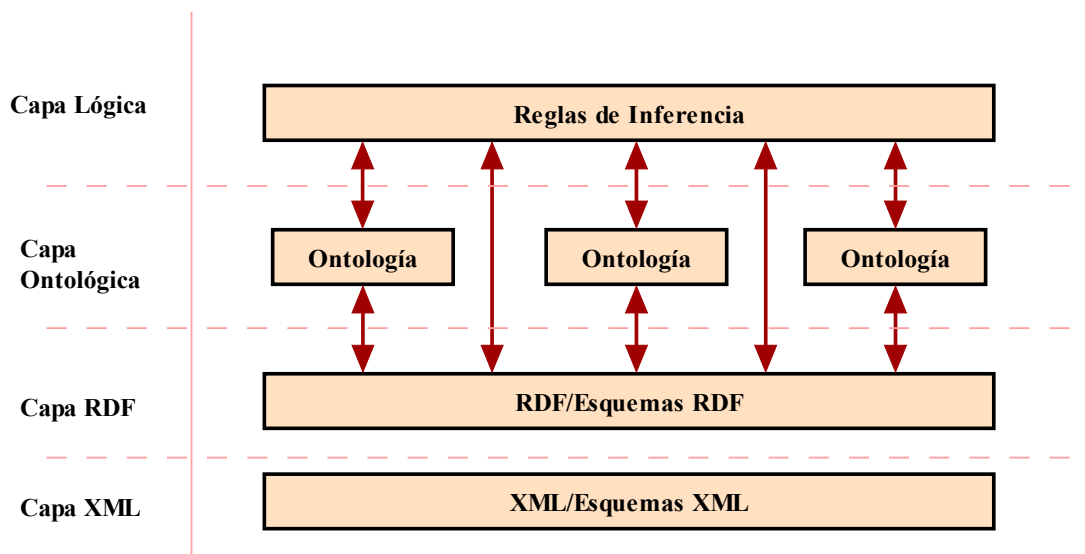 Capa Lógica
Reglas de Inferencia
Capa
Ontológica
Ontología
Ontología
Ontología
Capa RDF
RDF/Esquemas RDF
Capa XML
XML/Esquemas XML